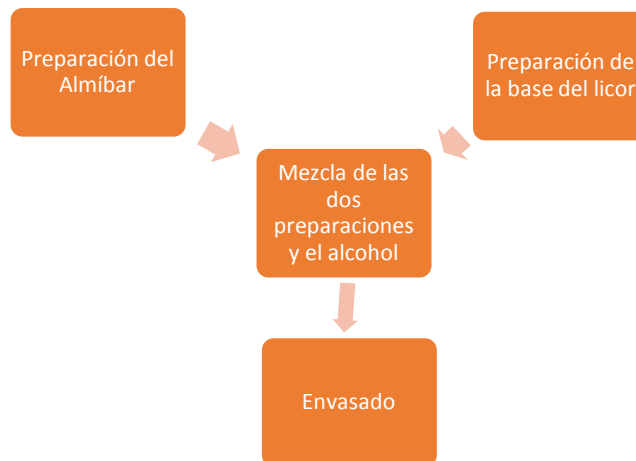 Preparación del
Almíbar
Preparación de
la base del licor
Mezcla de las
dos
preparaciones
y el alcohol
Envasado